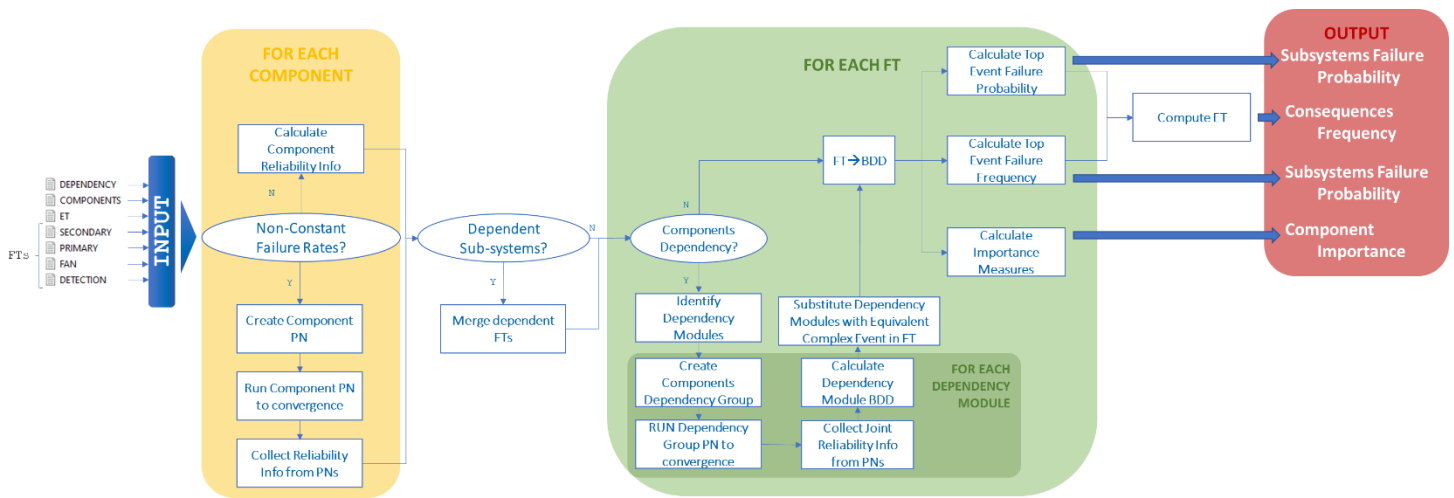 DEPENDENCY
COMPONENTS
ET
SECONDARY
PRIMARY
FAN
DETECTION
FTs
INPUT
FOR EACH
COMPONENT
Calculate
Component
Reliability Info
N
Non-Constant
Failure Rates?
Y
Create Component
PN
Run Component PN
to convergence
Collect Reliability
Info from PNs
Dependent
Sub-systems?
N
Y
Merge dependent
FTs
FOR EACH FT
N
Components
Dependency?
Y
Identify
Dependency
Modules
FOR EACH
DEPENDENCY
MODULE
Create
Components
Dependency Group
RUN Dependency
Group PN to
convergence
Collect Joint
Reliability Info
from PNs
Calculate
Dependency
Module BDD
Substitute Dependency
Modules with Equivalent
Complex Event in FT
FT→BDD
Calculate Top
Event Failure
Probability
Calculate Top
Event Failure
Frequency
Calculate
Importance
Measures
Compute ET
OUTPUT
Subsystems Failure
Probability
Consequences
Frequency
Subsystems Failure
Probability
Component
Importance